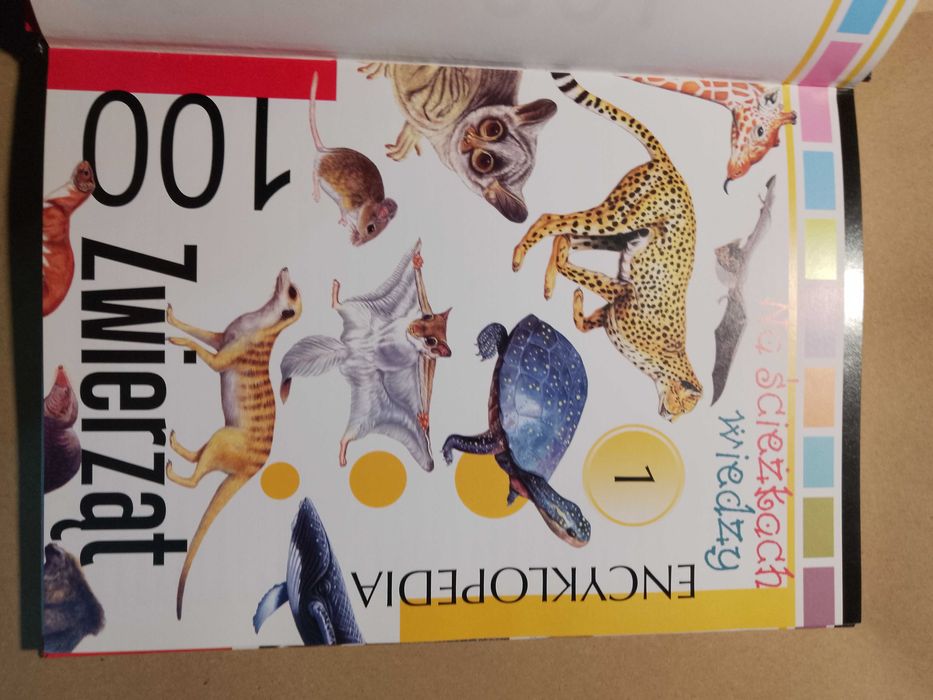 Na ścieżkach
wiedzy
1
ENCYKLOPEDIA
100
zwierząt